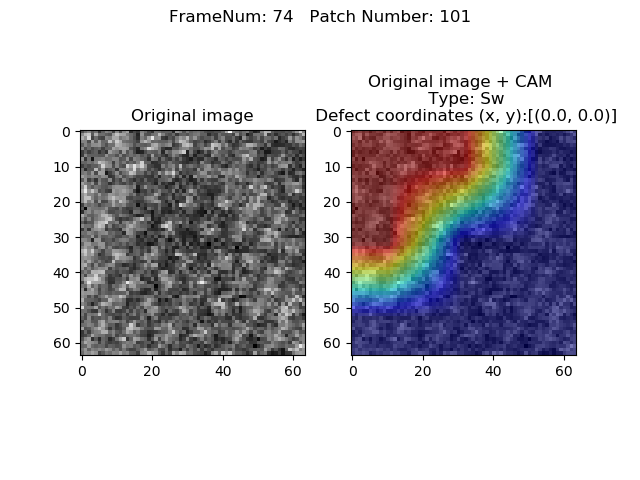 FrameNum: 74   Patch Number: 101
Original image
Original image + CAM
Type: Sw
Defect coordinates (x, y):[(0.0, 0.0)]
0
10
20
30
40
50
60
0 20 40 60
0
10
20
30
40
50
60
0 20 40 60